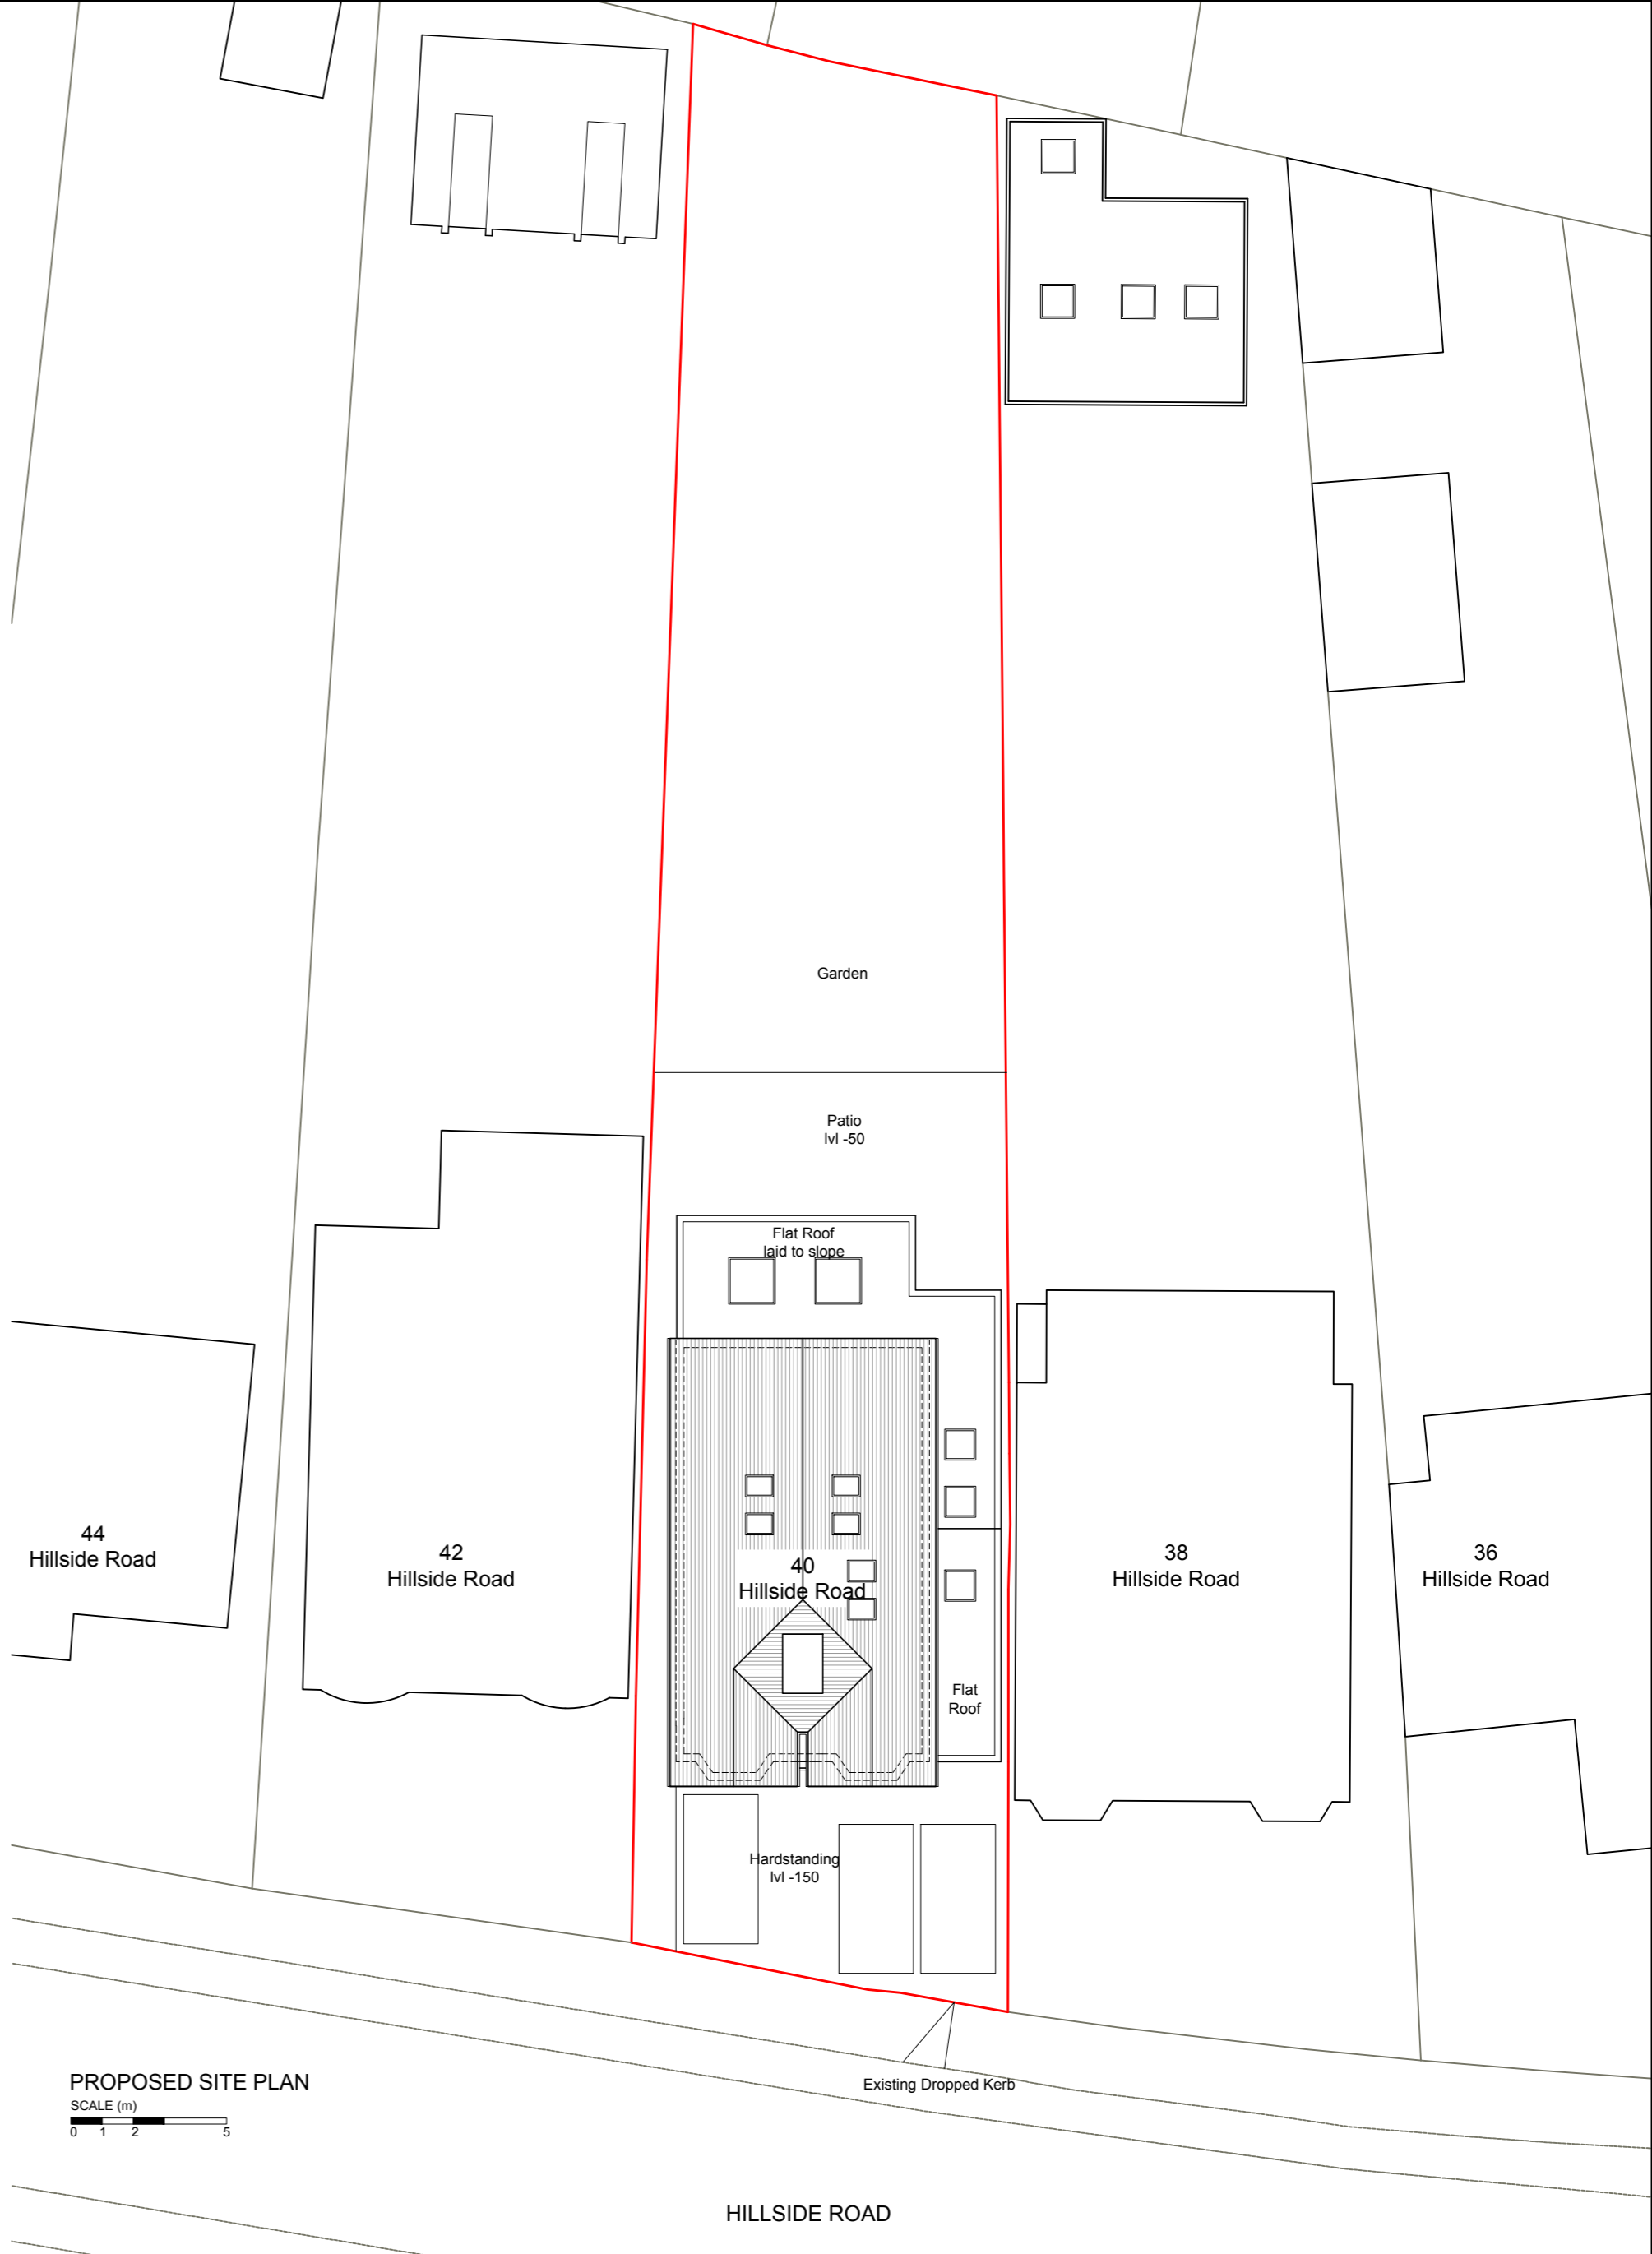 Garden
Patio
lvl -50
Flat Roof
laid to slope
44
Hillside Road
42
Hillside Road
40
Hillside Road
38
Hillside Road
36
Hillside Road
Flat
Roof
Hardstanding
lvl -150
Existing Dropped Kerb
PROPOSED SITE PLAN
SCALE (m)
0 1 2 5
HILLSIDE ROAD